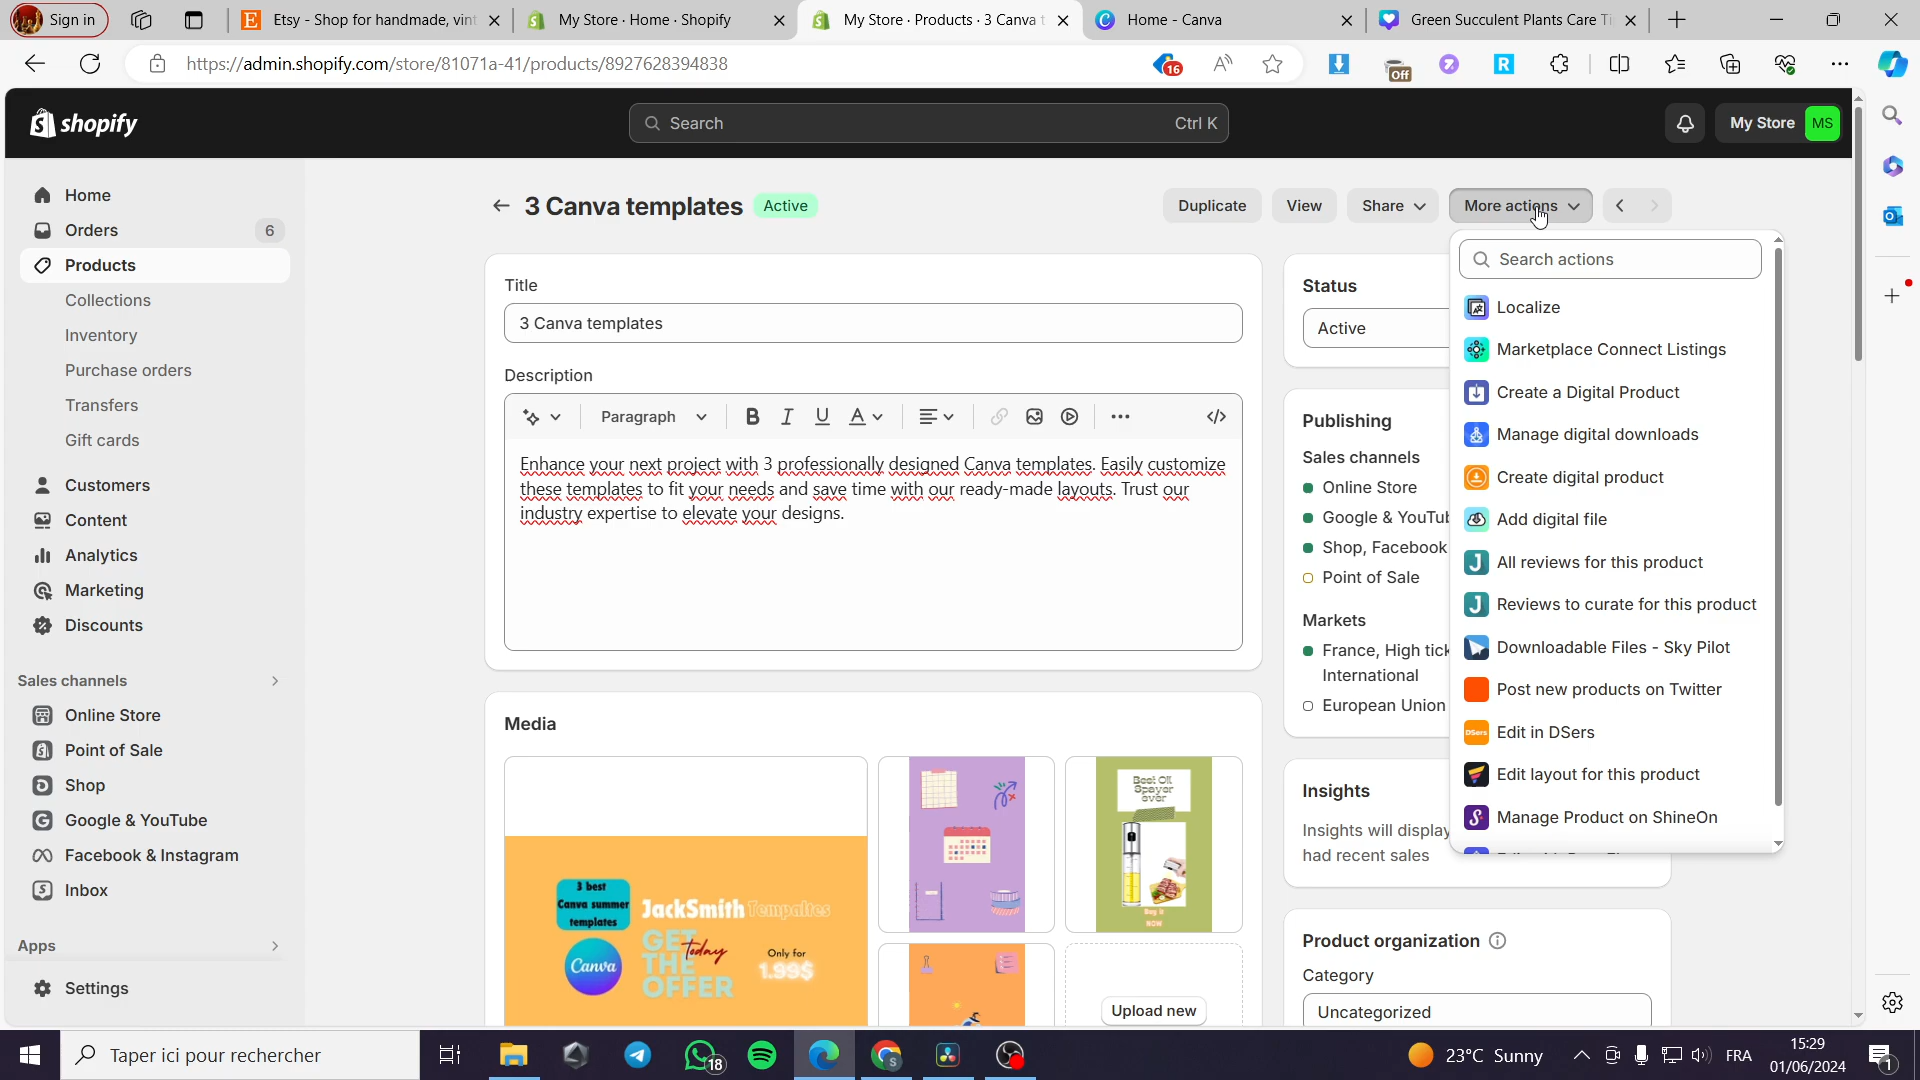 Sign in
Etsy - Shop for handmade, vint
My Store · Home · Shopify
My Store · Products · 3 Canva t
Home - Canva
Green Succulent Plants Care Ti
https://admin.shopify.com/store/81071a-41/products/8927628394838
16
Off
shopify
Search
Ctrl K
My Store
MS
Home
Orders
6
Products
Collections
Inventory
Purchase orders
Transfers
Gift cards
Customers
Content
Analytics
Marketing
Discounts
Sales channels
Online Store
Point of Sale
Shop
Google & YouTube
Facebook & Instagram
Inbox
Apps
Settings
3 Canva templates
Active
Duplicate
View
Share
More actions
Title
3 Canva templates
Description
Paragraph
Enhance your next project with 3 professionally designed Canva templates. Easily customize
these templates to fit your needs and save time with our ready-made layouts. Trust our
industry expertise to elevate your designs.
Media
3 best
Canva summer
templates
JackSmith Tempaltes
Canva
GET
Today
THE
OFFER
Only for
1.99$
Best Oil
Spayer
ever
Buy it
NOW
Upload new
Status
Active
Publishing
Sales channels
Online Store
Google & YouTub
Shop, Facebook
Point of Sale
Markets
France, High tick
International
European Union
Insights
Insights will display
had recent sales
Product organization
Category
Uncategorized
Search actions
Localize
Marketplace Connect Listings
Create a Digital Product
Manage digital downloads
Create digital product
Add digital file
All reviews for this product
Reviews to curate for this product
Downloadable Files - Sky Pilot
Post new products on Twitter
DSers
Edit in DSers
Edit layout for this product
Manage Product on ShineOn
Taper ici pour rechercher
18
23°C Sunny
FRA
15:29
01/06/2024
1